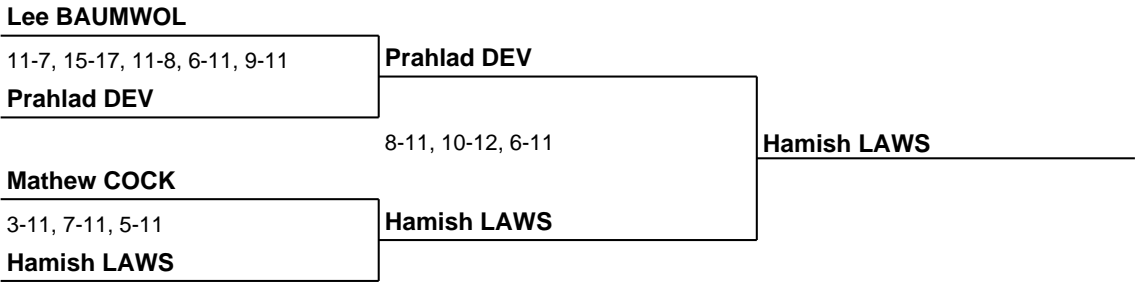 Lee BAUMWOL
11-7, 15-17, 11-8, 6-11, 9-11
Prahlad DEV
Prahlad DEV
8-11, 10-12, 6-11
Hamish LAWS
Mathew COCK
3-11, 7-11, 5-11
Hamish LAWS
Hamish LAWS